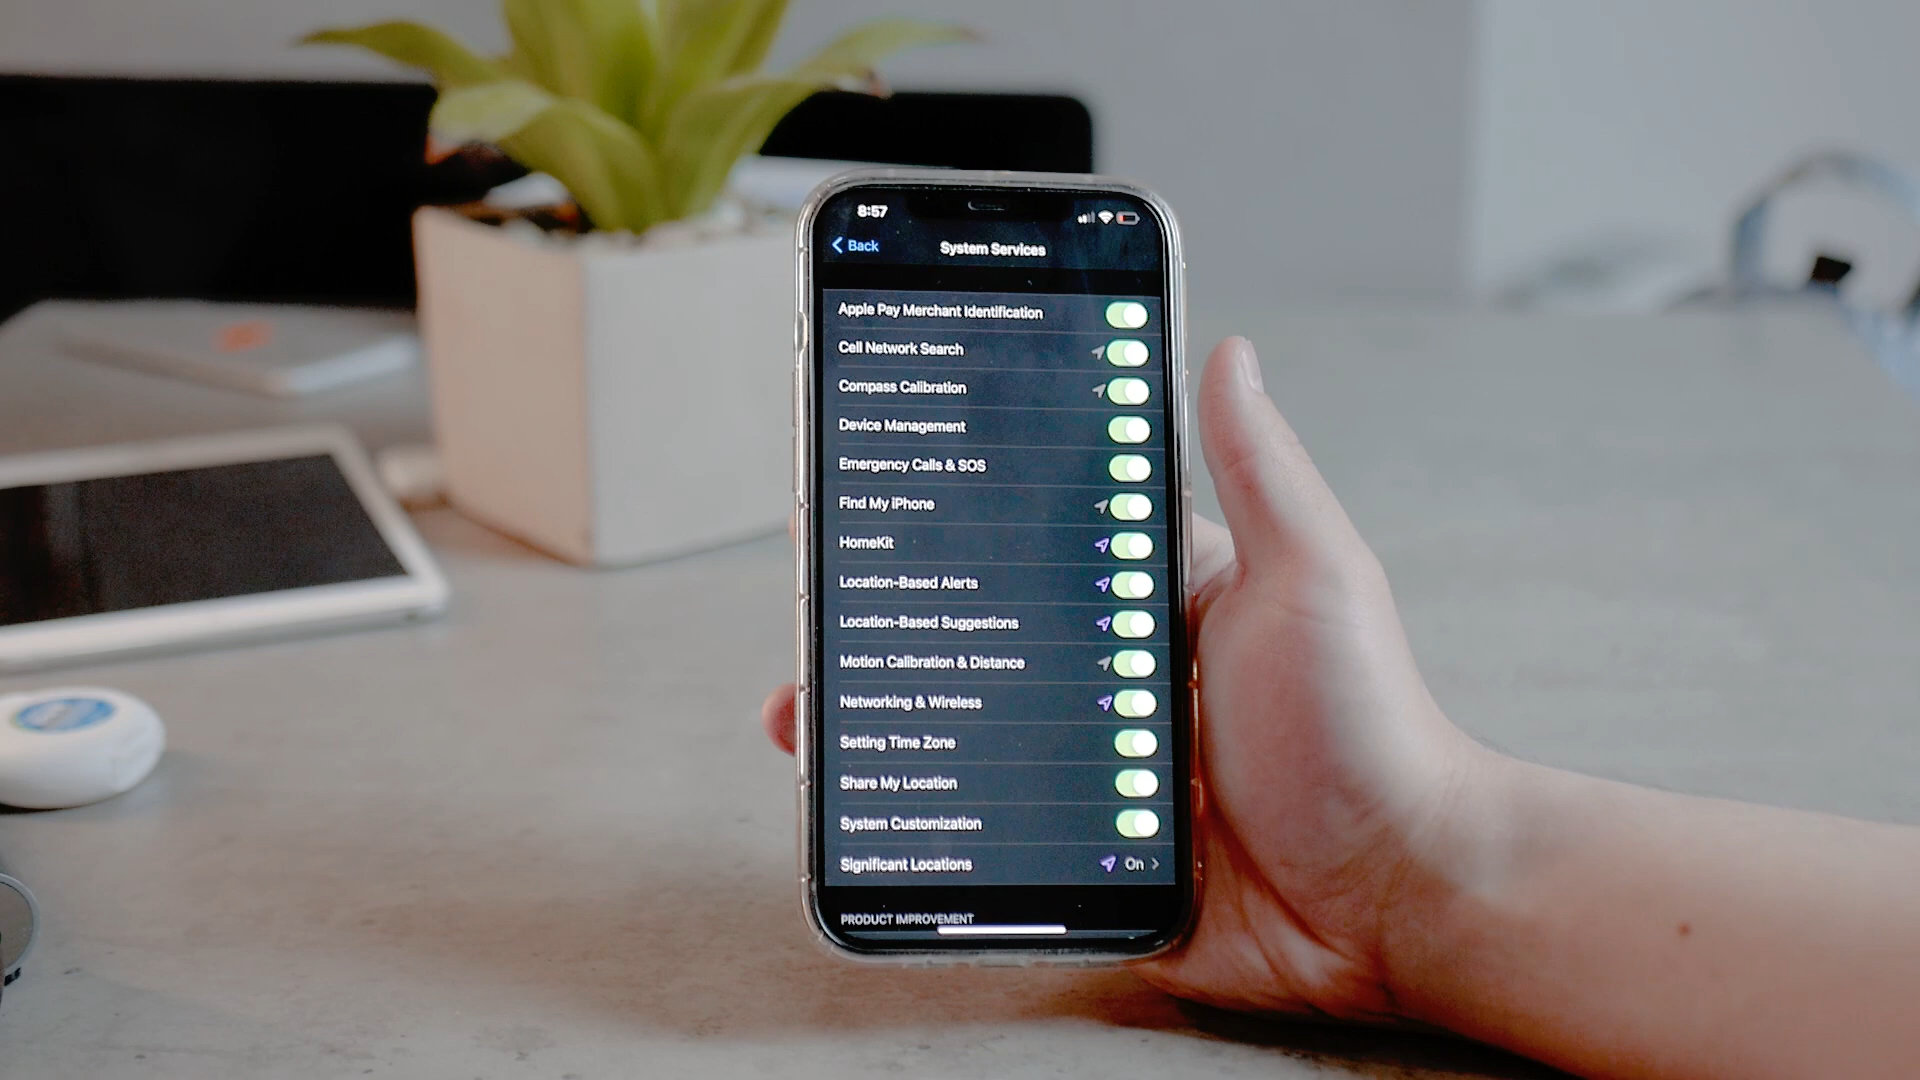 8:57
Back
System Services
Apple Pay Merchant Identification
Cell Network Search
Compass Calibration
Device Management
Emergency Calls & SOS
Find My iPhone
HomeKit
Location-Based Alerts
Location-Based Suggestions
Motion Calibration & Distance
Networking & Wireless
Setting Time Zone
Share My Location
System Customization
Significant Locations On
PRODUCT IMPROVEMENT